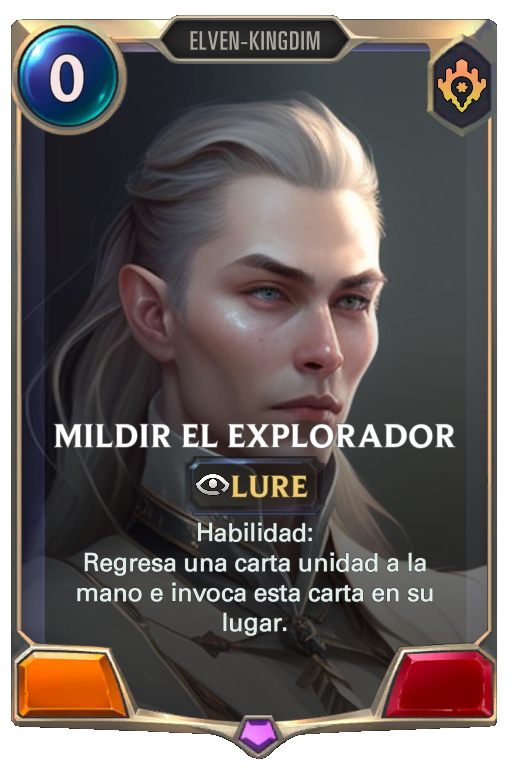 ELVEN-KINGDIM
0
MILDIR EL EXPLORADOR
LURE
Habilidad:
Regresa una carta unidad a la
mano e invoca esta carta en su
lugar.